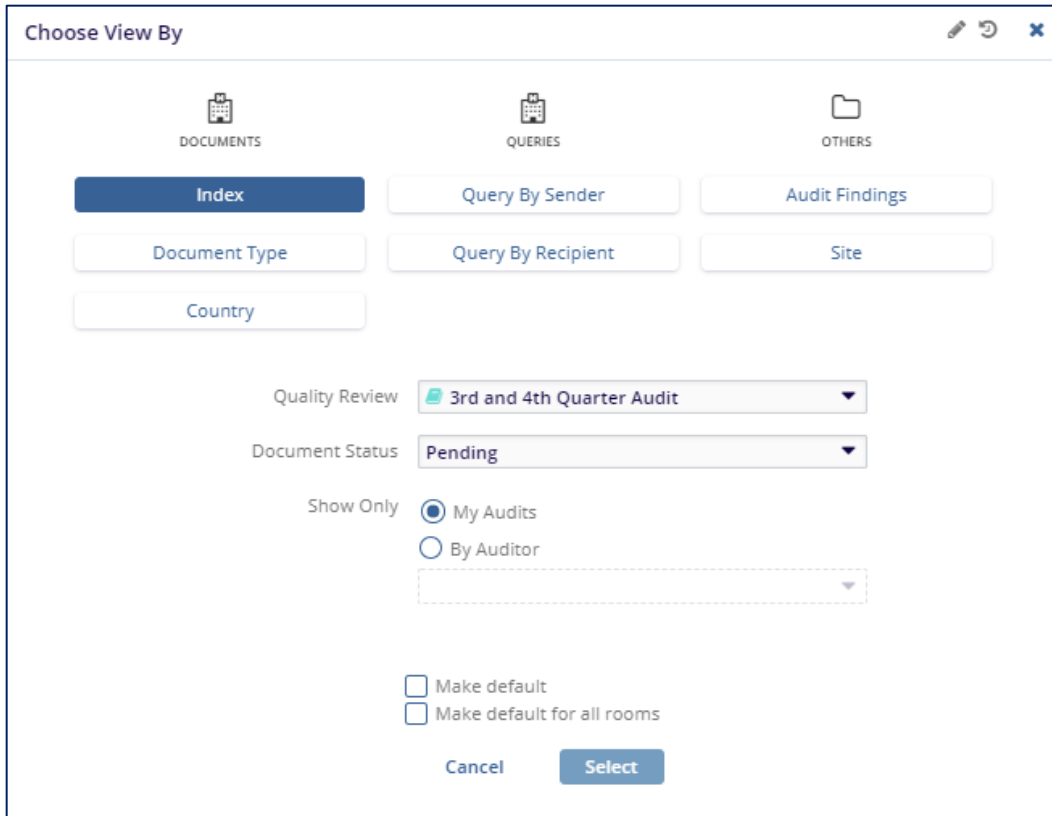 Choose View By
DOCUMENTS QUERIES OTHERS
Index Query By Sender Audit Findings
Document Type Query By Recipient Site
Country
Quality Review 3rd and 4th Quarter Audit
Document Status Pending
Show Only My Audits
By Auditor
Make default
Make default for all rooms
Cancel Select